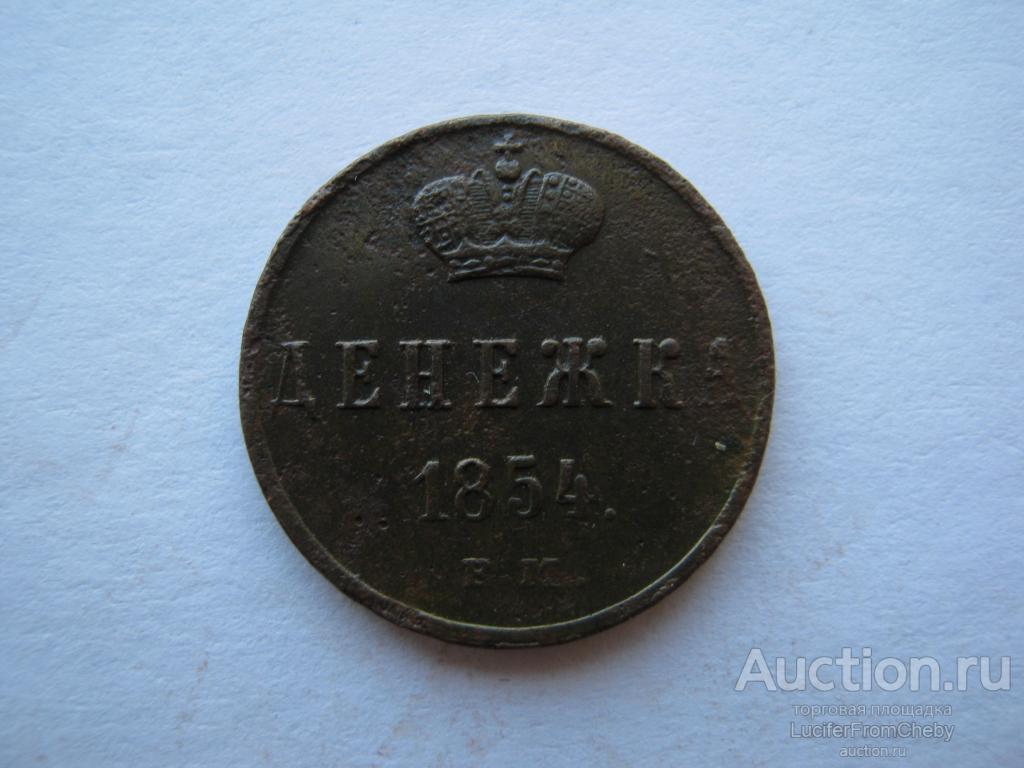 ДЕНЕЖКА
1854.
Е.М.
Auction.ru
торговая площадка
LuciferFromCheby
auction.ru